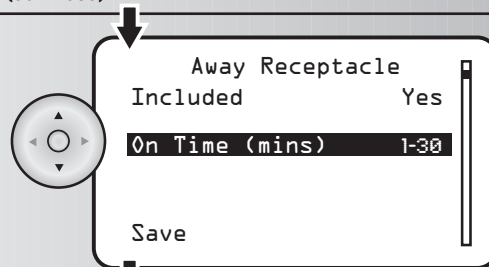 Away Receptacle
Included Yes
On Time (mins) 1-30
Save